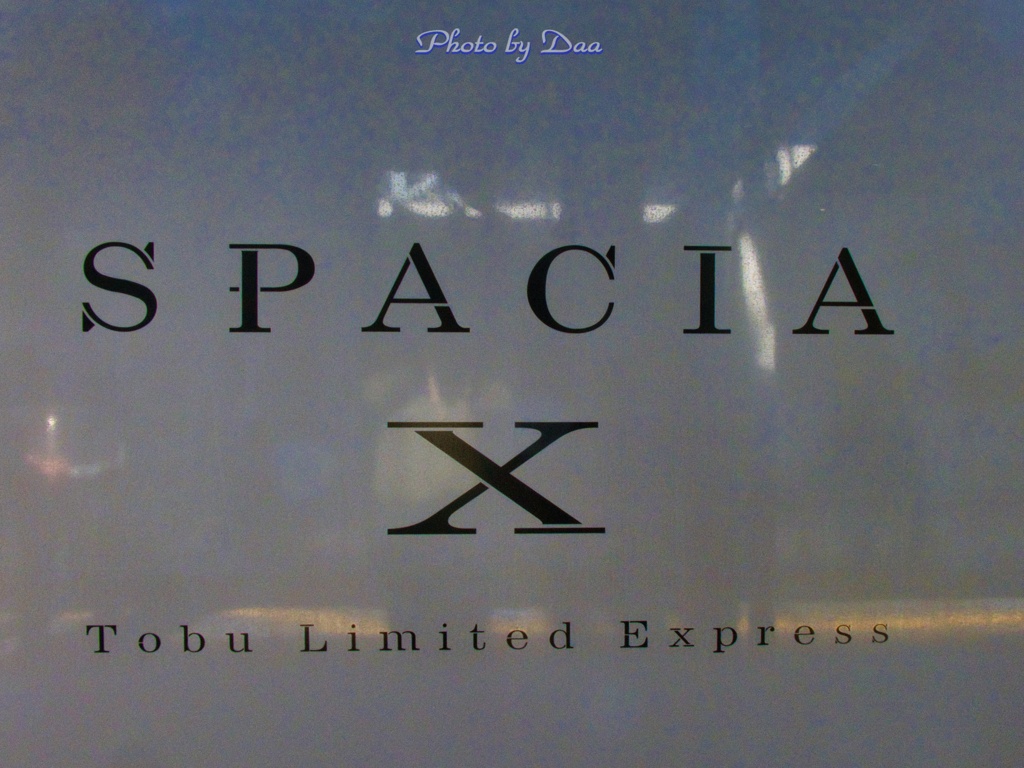 Photo by Daa
SPACIA
X
Tobu Limited Express